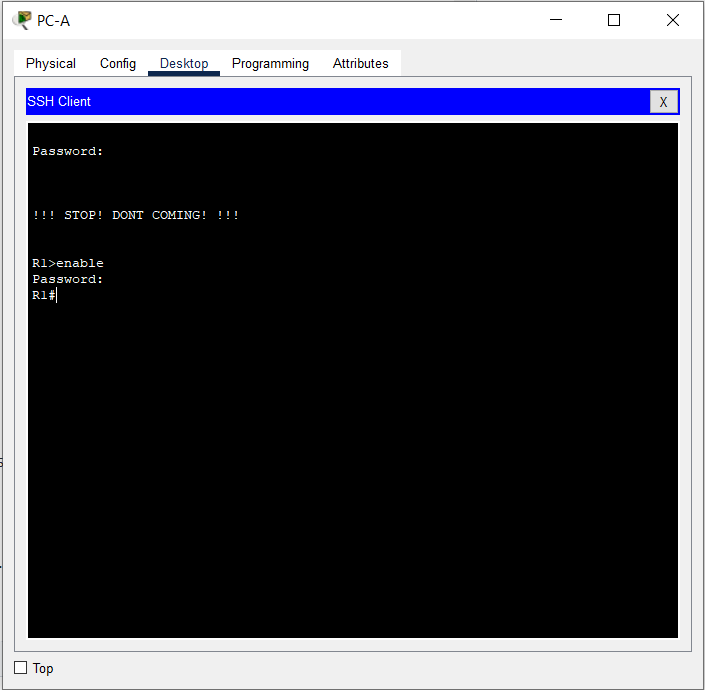 PC-A
Physical Config Desktop Programming Attributes
SSH Client X
Password:
!!! STOP! DONT COMING! !!!
R1>enable
Password:
R1#
Top